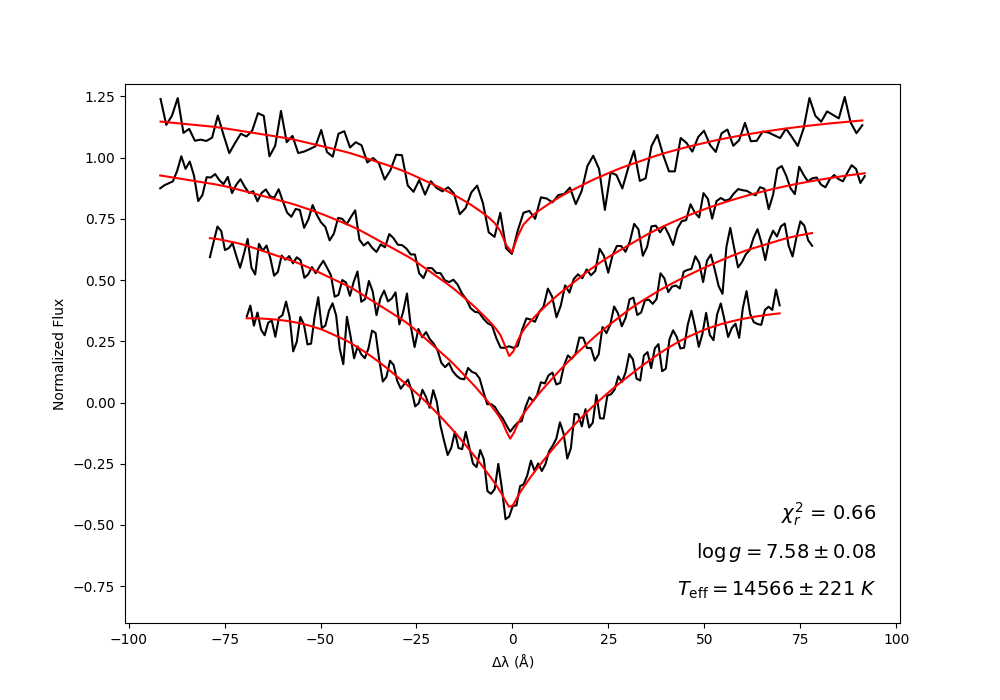 1.25
1.00
0.75
0.50
0.25
0.00
−0.25
−0.50
−0.75
Normalized Flux
χ²ᵣ = 0.66
log g = 7.58 ± 0.08
T_eff = 14566 ± 221 K
−100 −75 −50 −25 0 25 50 75 100
Δλ (Å)